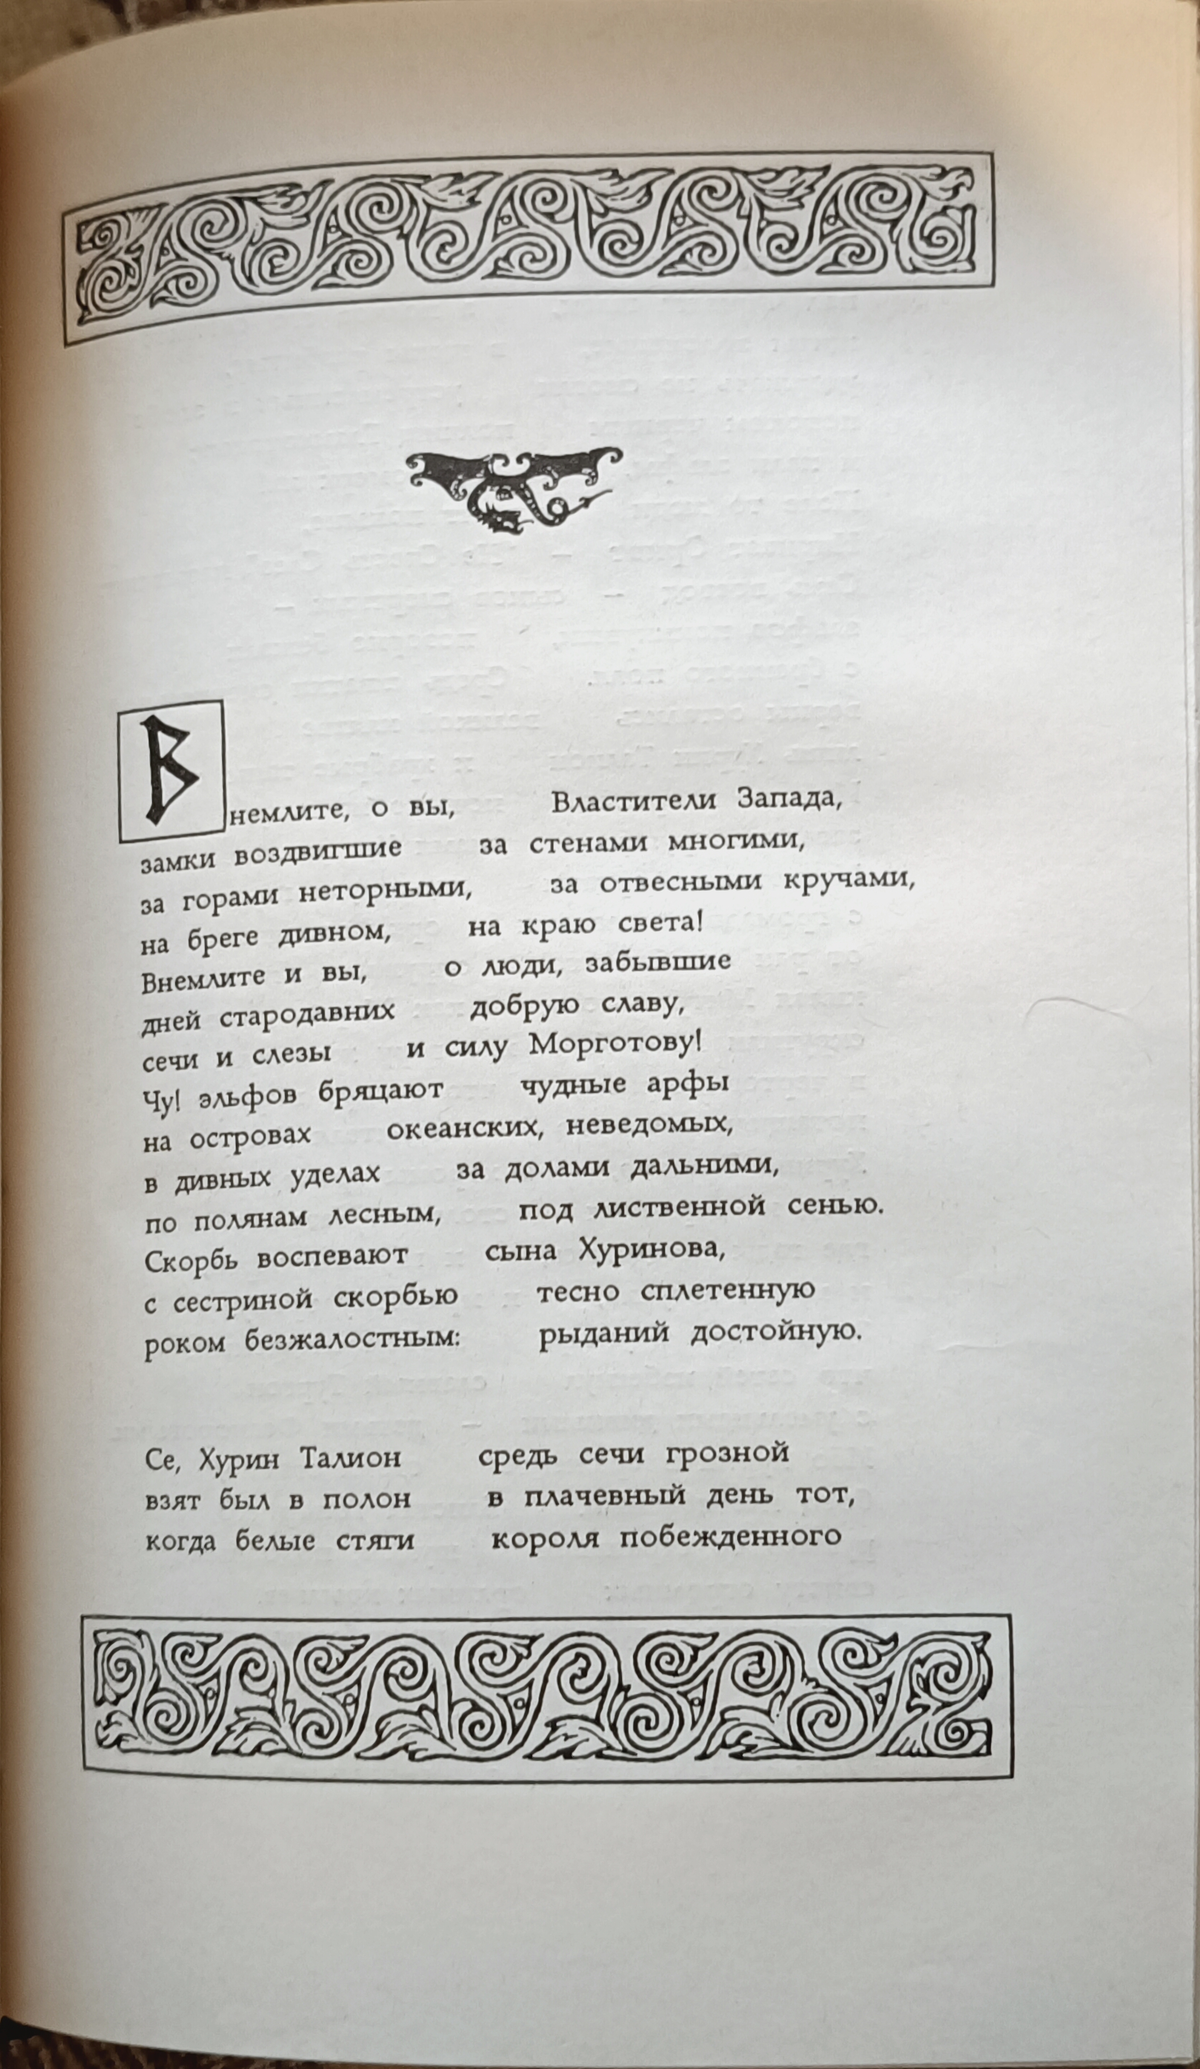 Внемлите, о вы, Властители Запада,
замки воздвигшие за стенами многими,
за горами неторными, за отвесными кручами,
на бреге дивном, на краю света!
Внемлите и вы, о люди, забывшие
дней стародавних добрую славу,
сечи и слезы и силу Морготову!
Чу! эльфов бряцают чудные арфы
на островах океанских, неведомых,
в дивных уделах за долами дальними,
по полянам лесным, под лиственной сенью.
Скорбь воспевают сына Хуринова,
с сестриной скорбью тесно сплетенную
роком безжалостным: рыданий достойную.
Се, Хурин Талион средь сечи грозной
взят был в полон в плачевный день тот,
когда белые стяги короля побежденного